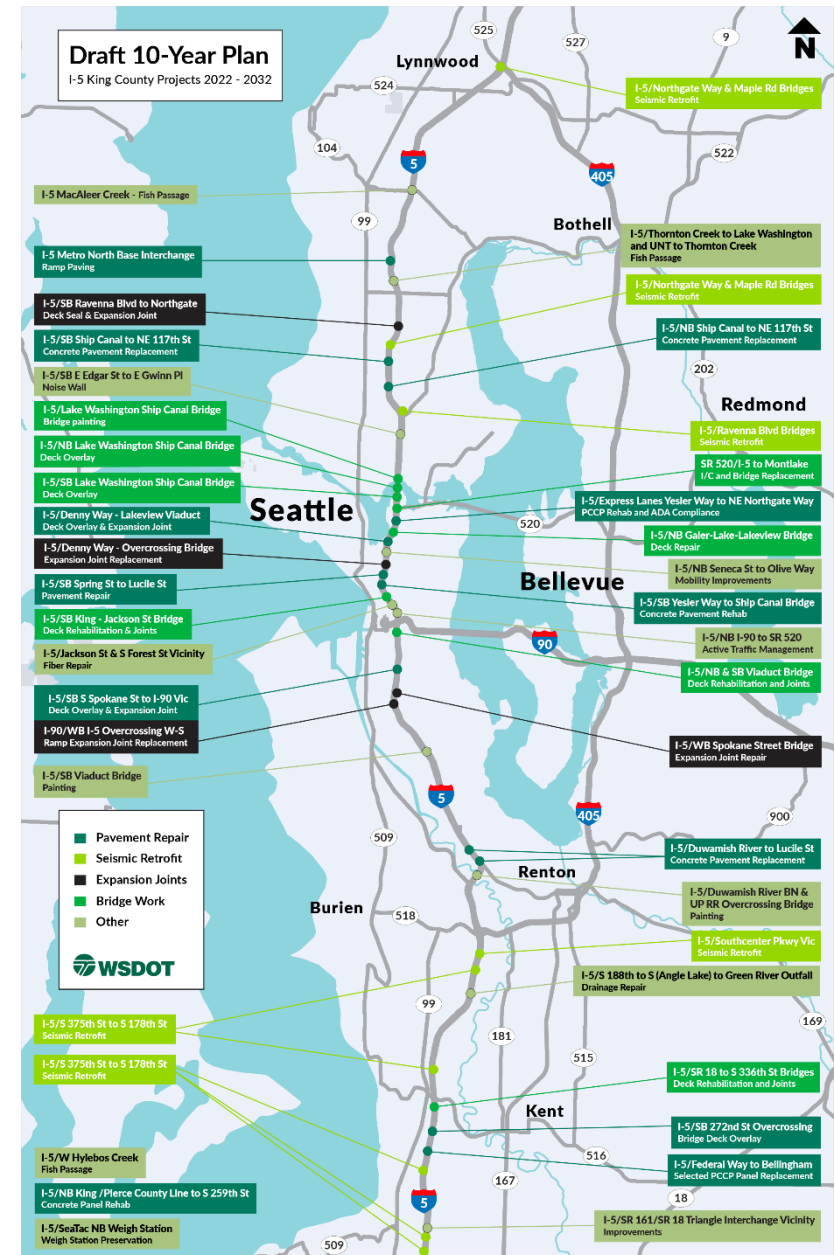 Draft 10-Year Plan
I-5 King County Projects 2022 - 2032
N
525
527
9
Lynnwood
524
I-5/Northgate Way & Maple Rd Bridges
Seismic Retrofit
104
522
5
405
I-5 MacAleer Creek - Fish Passage
99
Bothell
I-5/Thornton Creek to Lake Washington
and UNT to Thornton Creek
Fish Passage
I-5 Metro North Base Interchange
Ramp Paving
I-5/Northgate Way & Maple Rd Bridges
Seismic Retrofit
I-5/SB Ravenna Blvd to Northgate
Deck Seal & Expansion Joint
I-5/NB Ship Canal to NE 117th St
Concrete Pavement Replacement
I-5/SB Ship Canal to NE 117th St
Concrete Pavement Replacement
202
I-5/SB E Edgar St to E Gwinn Pl
Noise Wall
Redmond
I-5/Lake Washington Ship Canal Bridge
Bridge painting
I-5/Ravenna Blvd Bridges
Seismic Retrofit
I-5/NB Lake Washington Ship Canal Bridge
Deck Overlay
SR 520/I-5 to Montlake
I/C and Bridge Replacement
I-5/SB Lake Washington Ship Canal Bridge
Deck Overlay
Seattle
I-5/Express Lanes Yesler Way to NE Northgate Way
PCCP Rehab and ADA Compliance
I-5/Denny Way - Lakeview Viaduct
Deck Overlay & Expansion Joint
520
I-5/NB Galer-Lake-Lakeview Bridge
Deck Repair
I-5/Denny Way - Overcrossing Bridge
Expansion Joint Replacement
I-5/NB Seneca St to Olive Way
Mobility Improvements
I-5/SB Spring St to Lucile St
Pavement Repair
Bellevue
I-5/SB Yesler Way to Ship Canal Bridge
Concrete Pavement Rehab
I-5/SB King - Jackson St Bridge
Deck Rehabilitation & Joints
I-5/NB I-90 to SR 520
Active Traffic Management
90
I-5/Jackson St & S Forest St Vicinity
Fiber Repair
I-5/NB & SB Viaduct Bridge
Deck Rehabilitation and Joints
I-5/SB S Spokane St to I-90 Vic
Deck Overlay & Expansion Joint
I-90/WB I-5 Overcrossing W-S
Ramp Expansion Joint Replacement
I-5/WB Spokane Street Bridge
Expansion Joint Repair
I-5/SB Viaduct Bridge
Painting
5
405
900
Pavement Repair
Seismic Retrofit
Expansion Joints
Bridge Work
Other
WSDOT
509
I-5/Duwamish River to Lucile St
Concrete Pavement Replacement
Renton
I-5/Duwamish River BN &
UP RR Overcrossing Bridge
Painting
Burien
518
I-5/Southcenter Pkwy Vic
Seismic Retrofit
I-5/S 188th to S (Angle Lake) to Green River Outfall
Drainage Repair
99
169
I-5/S 375th St to S 178th St
Seismic Retrofit
181
515
I-5/S 375th St to S 178th St
Seismic Retrofit
I-5/SR 18 to S 336th St Bridges
Deck Rehabilitation and Joints
Kent
I-5/SB 272nd St Overcrossing
Bridge Deck Overlay
I-5/W Hylebos Creek
Fish Passage
516
I-5/Federal Way to Bellingham
Selected PCCP Panel Replacement
167
18
I-5/NB King /Pierce County Line to S 259th St
Concrete Panel Rehab
5
I-5/SR 161/SR 18 Triangle Interchange Vicinity
Improvements
I-5/SeaTac NB Weigh Station
Weigh Station Preservation
509